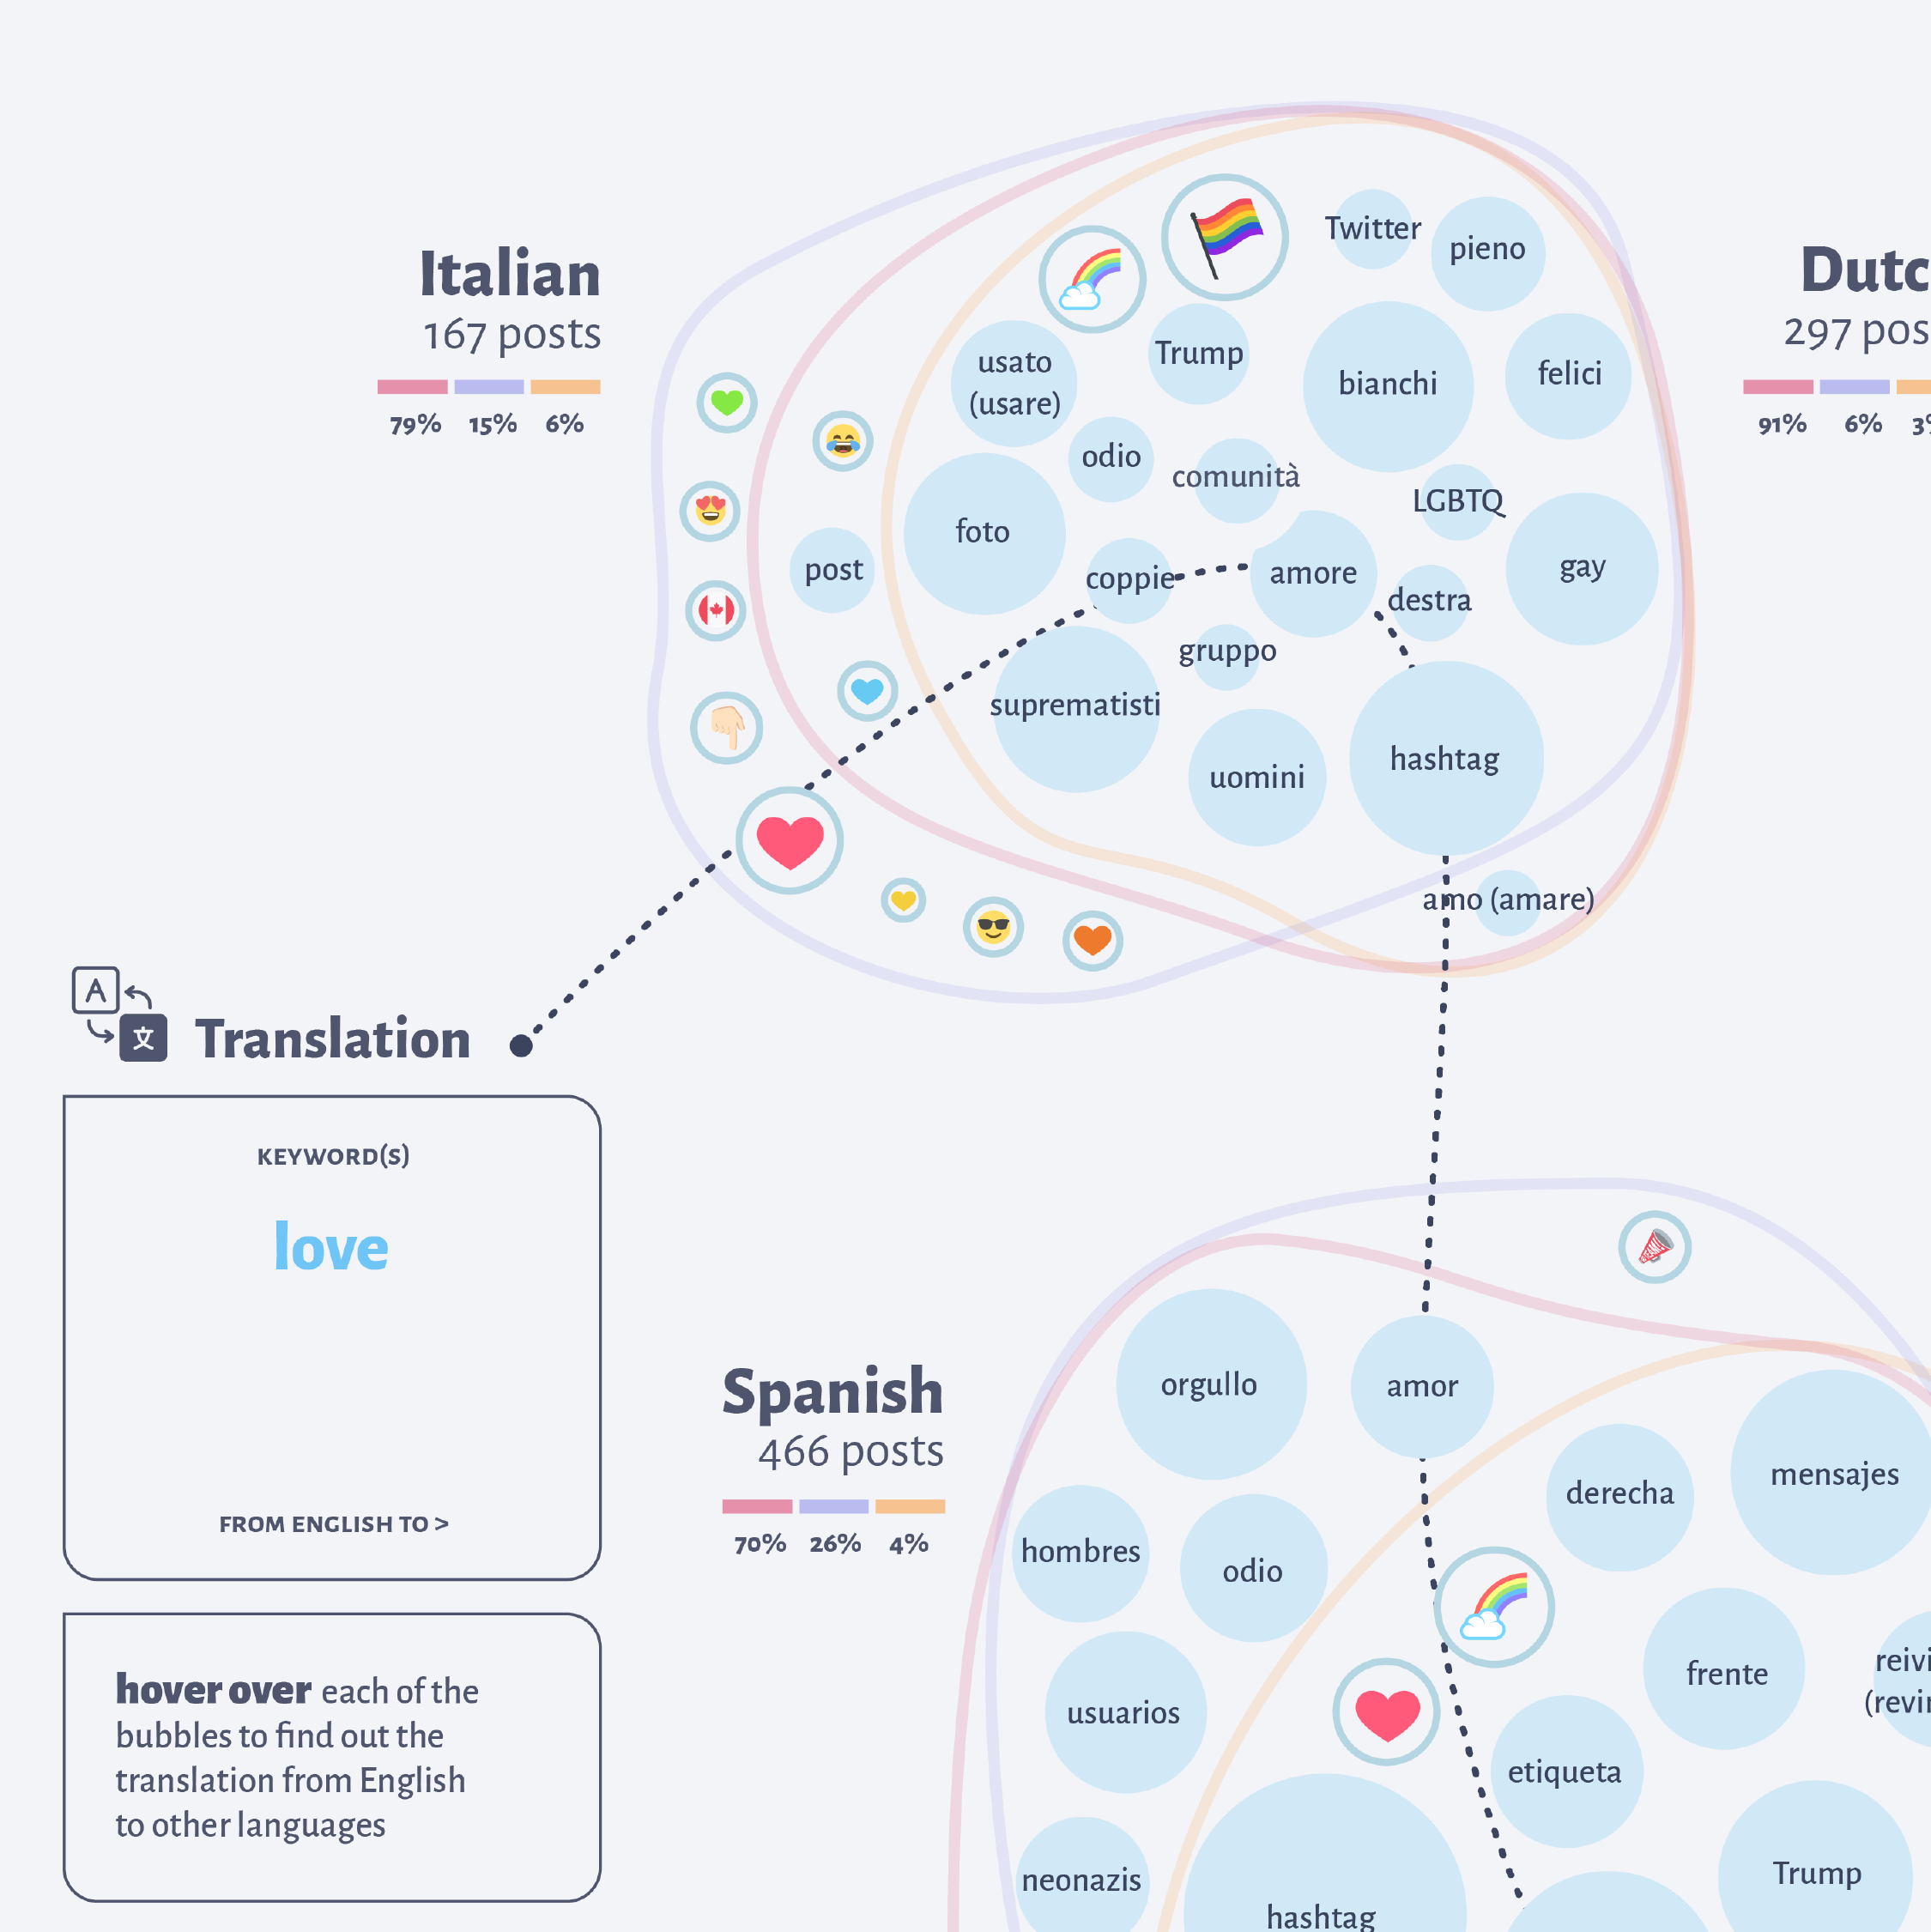 Italian
167 posts
79% 15% 6%
Twitter
pieno
usato
(usare)
Trump
bianchi
felici
odio
comunità
LGBTQ
foto
post
coppie
amore
destra
gay
gruppo
suprematisti
uomini
hashtag
amo (amare)
Dutc
297 pos
91% 6% 3%
A
文
Translation
KEYWORD(S)
love
FROM ENGLISH TO >
hover over each of the
bubbles to find out the
translation from English
to other languages
Spanish
466 posts
70% 26% 4%
orgullo
amor
derecha
mensajes
hombres
odio
frente
usuarios
etiqueta
neonazis
hashtag
Trump